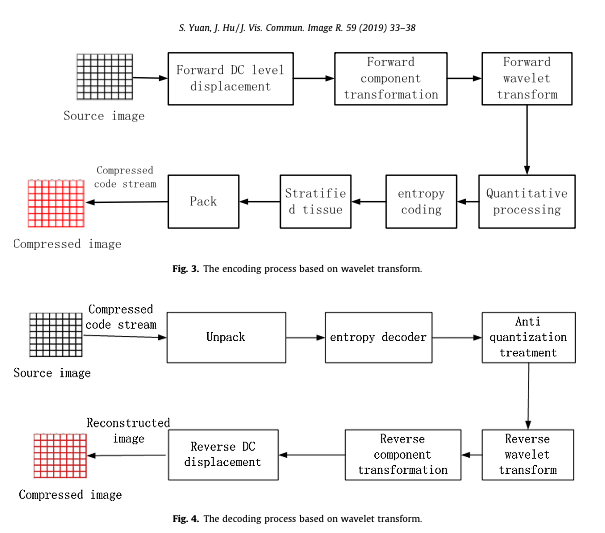 S. Yuan, J. Hu / J. Vis. Commun. Image R. 59 (2019) 33–38
Source image
Forward DC level
displacement
Forward
component
transformation
Forward
wavelet
transform
Compressed
code stream
Compressed image
Pack
Stratifie
d tissue
entropy
coding
Quantitative
processing
Fig. 3. The encoding process based on wavelet transform.
Compressed
code stream
Source image
Unpack
entropy decoder
Anti
quantization
treatment
Reconstructed
image
Compressed image
Reverse DC
displacement
Reverse
component
transformation
Reverse
wavelet
transform
Fig. 4. The decoding process based on wavelet transform.